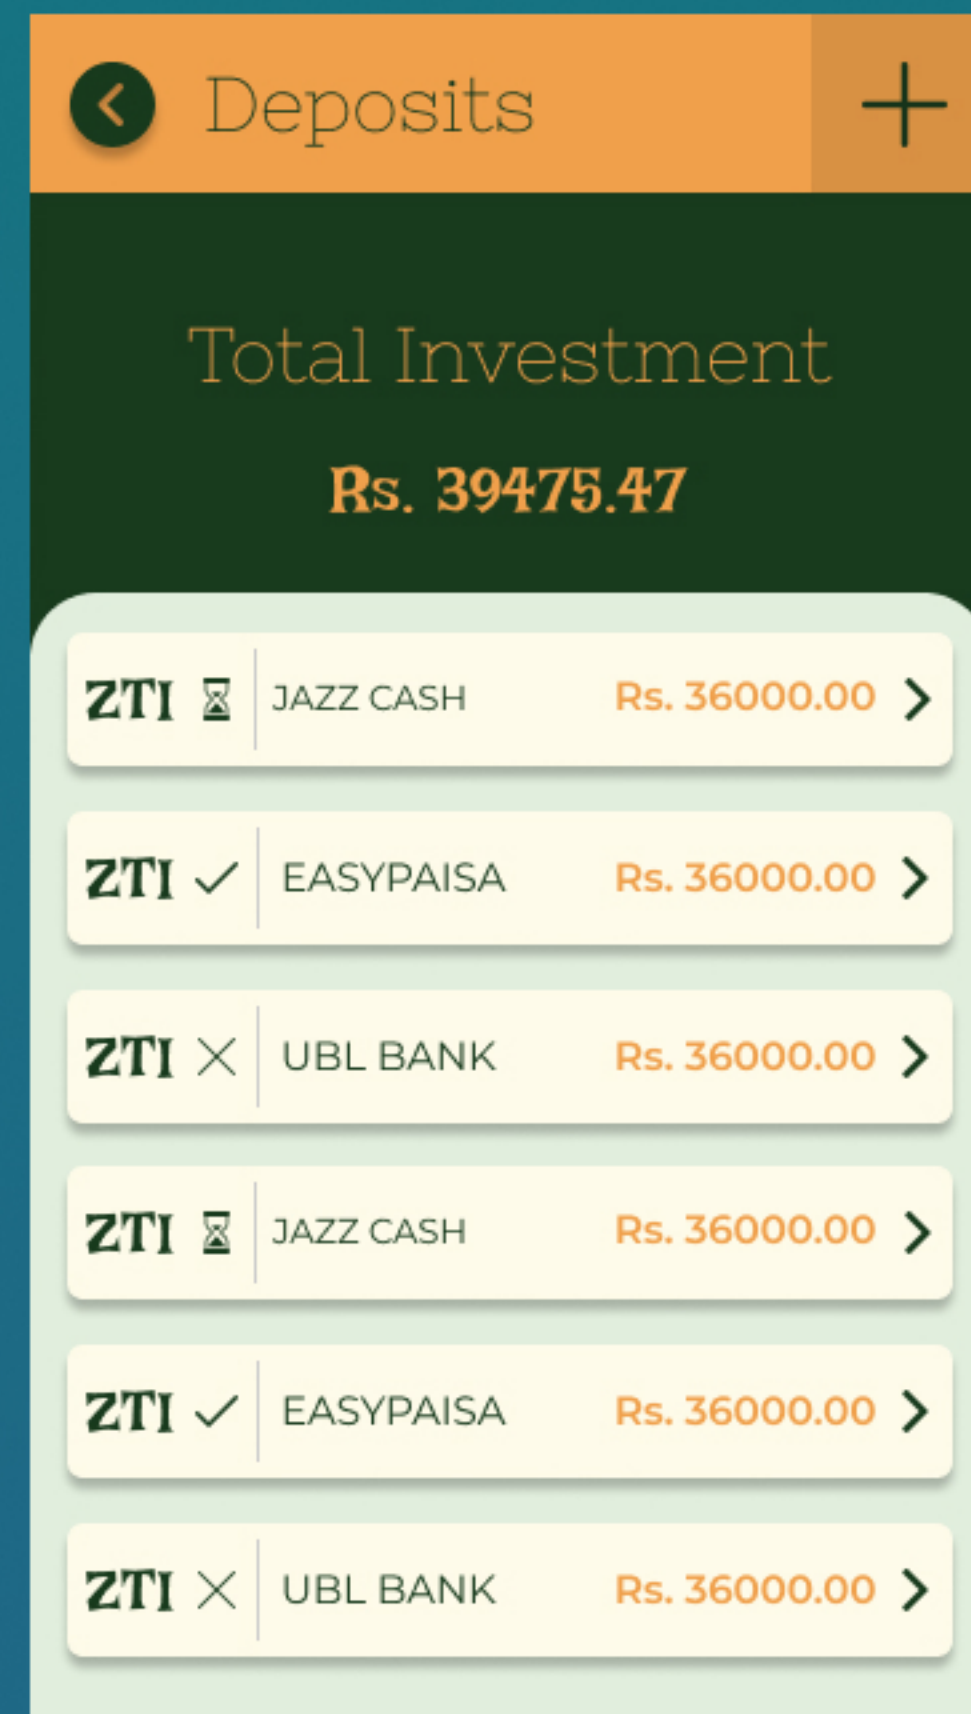 Deposits
Total Investment
Rs. 39475.47
ZTI JAZZ CASH Rs. 36000.00
ZTI EASYPAISA Rs. 36000.00
ZTI UBL BANK Rs. 36000.00
ZTI JAZZ CASH Rs. 36000.00
ZTI EASYPAISA Rs. 36000.00
ZTI UBL BANK Rs. 36000.00